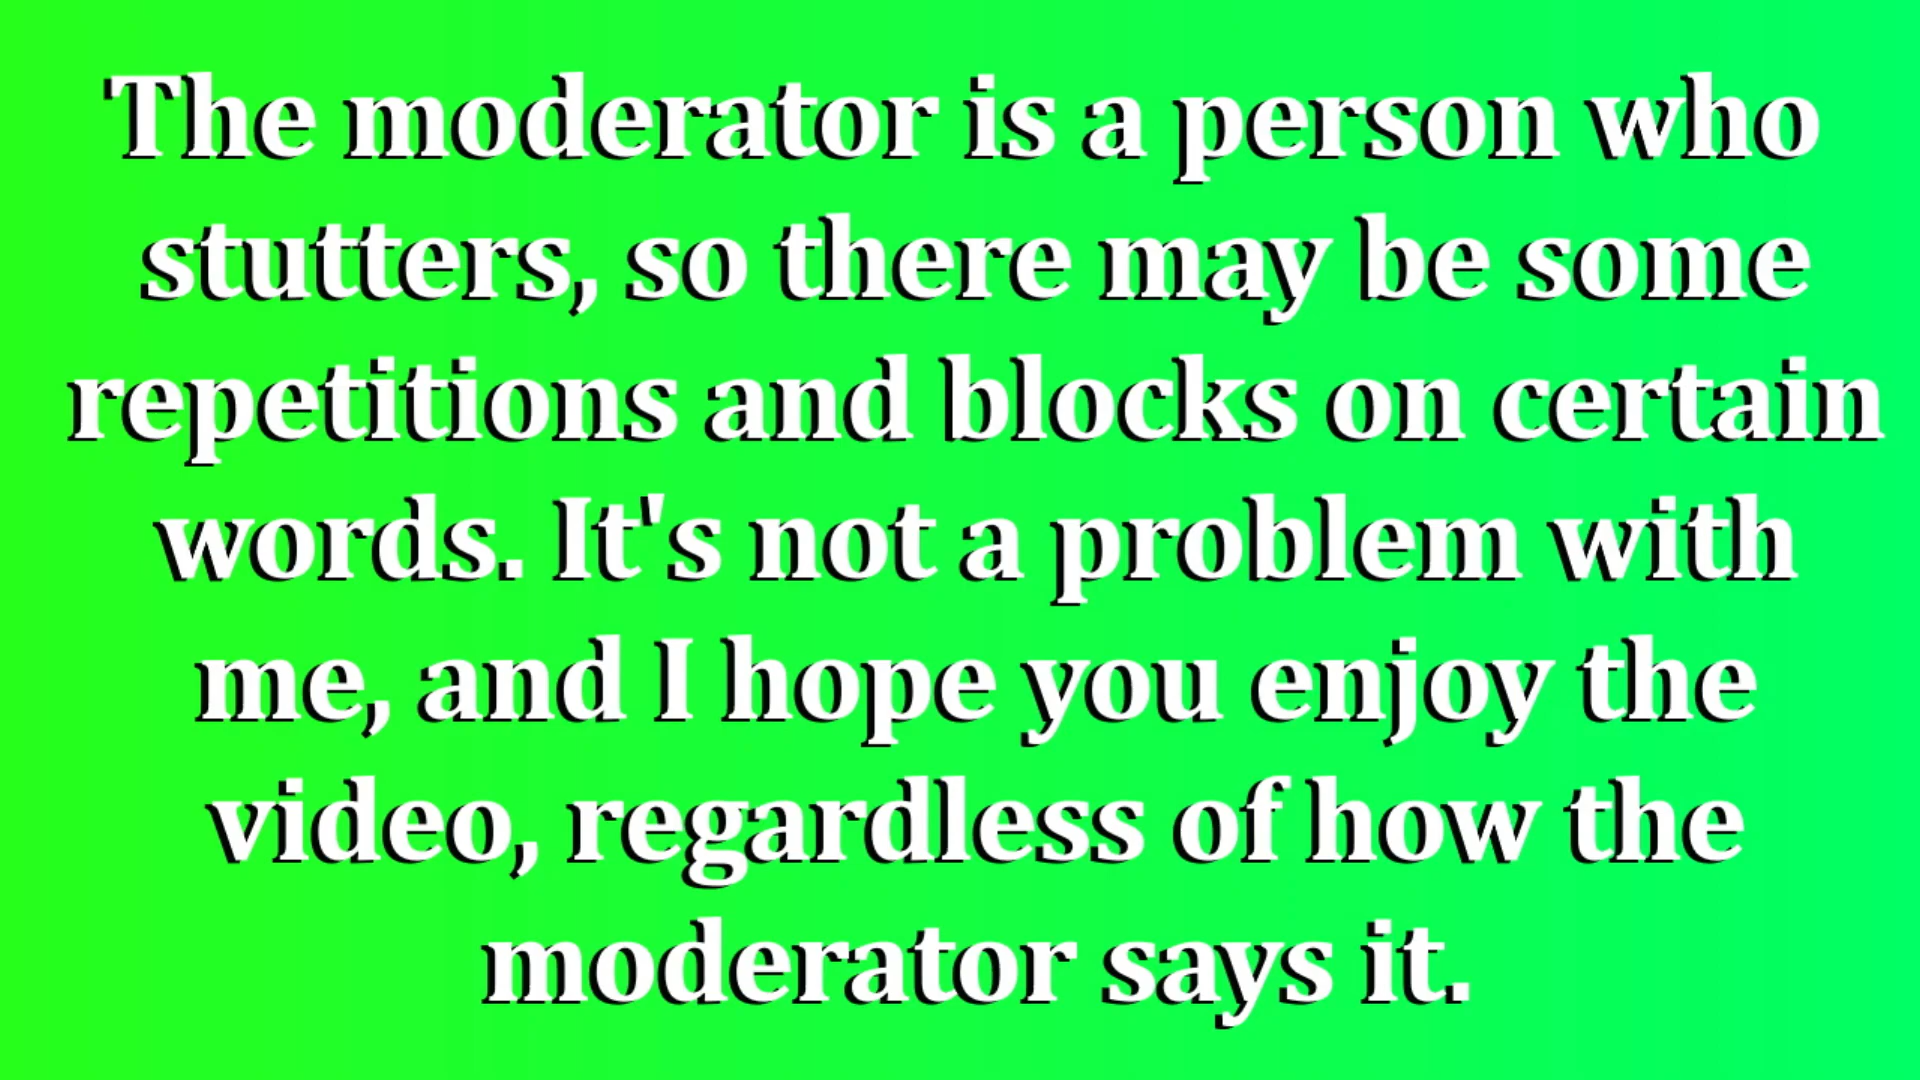 The moderator is a person who
stutters, so there may be some
repetitions and blocks on certain
words. It's not a problem with
me, and I hope you enjoy the
video, regardless of how the
moderator says it.